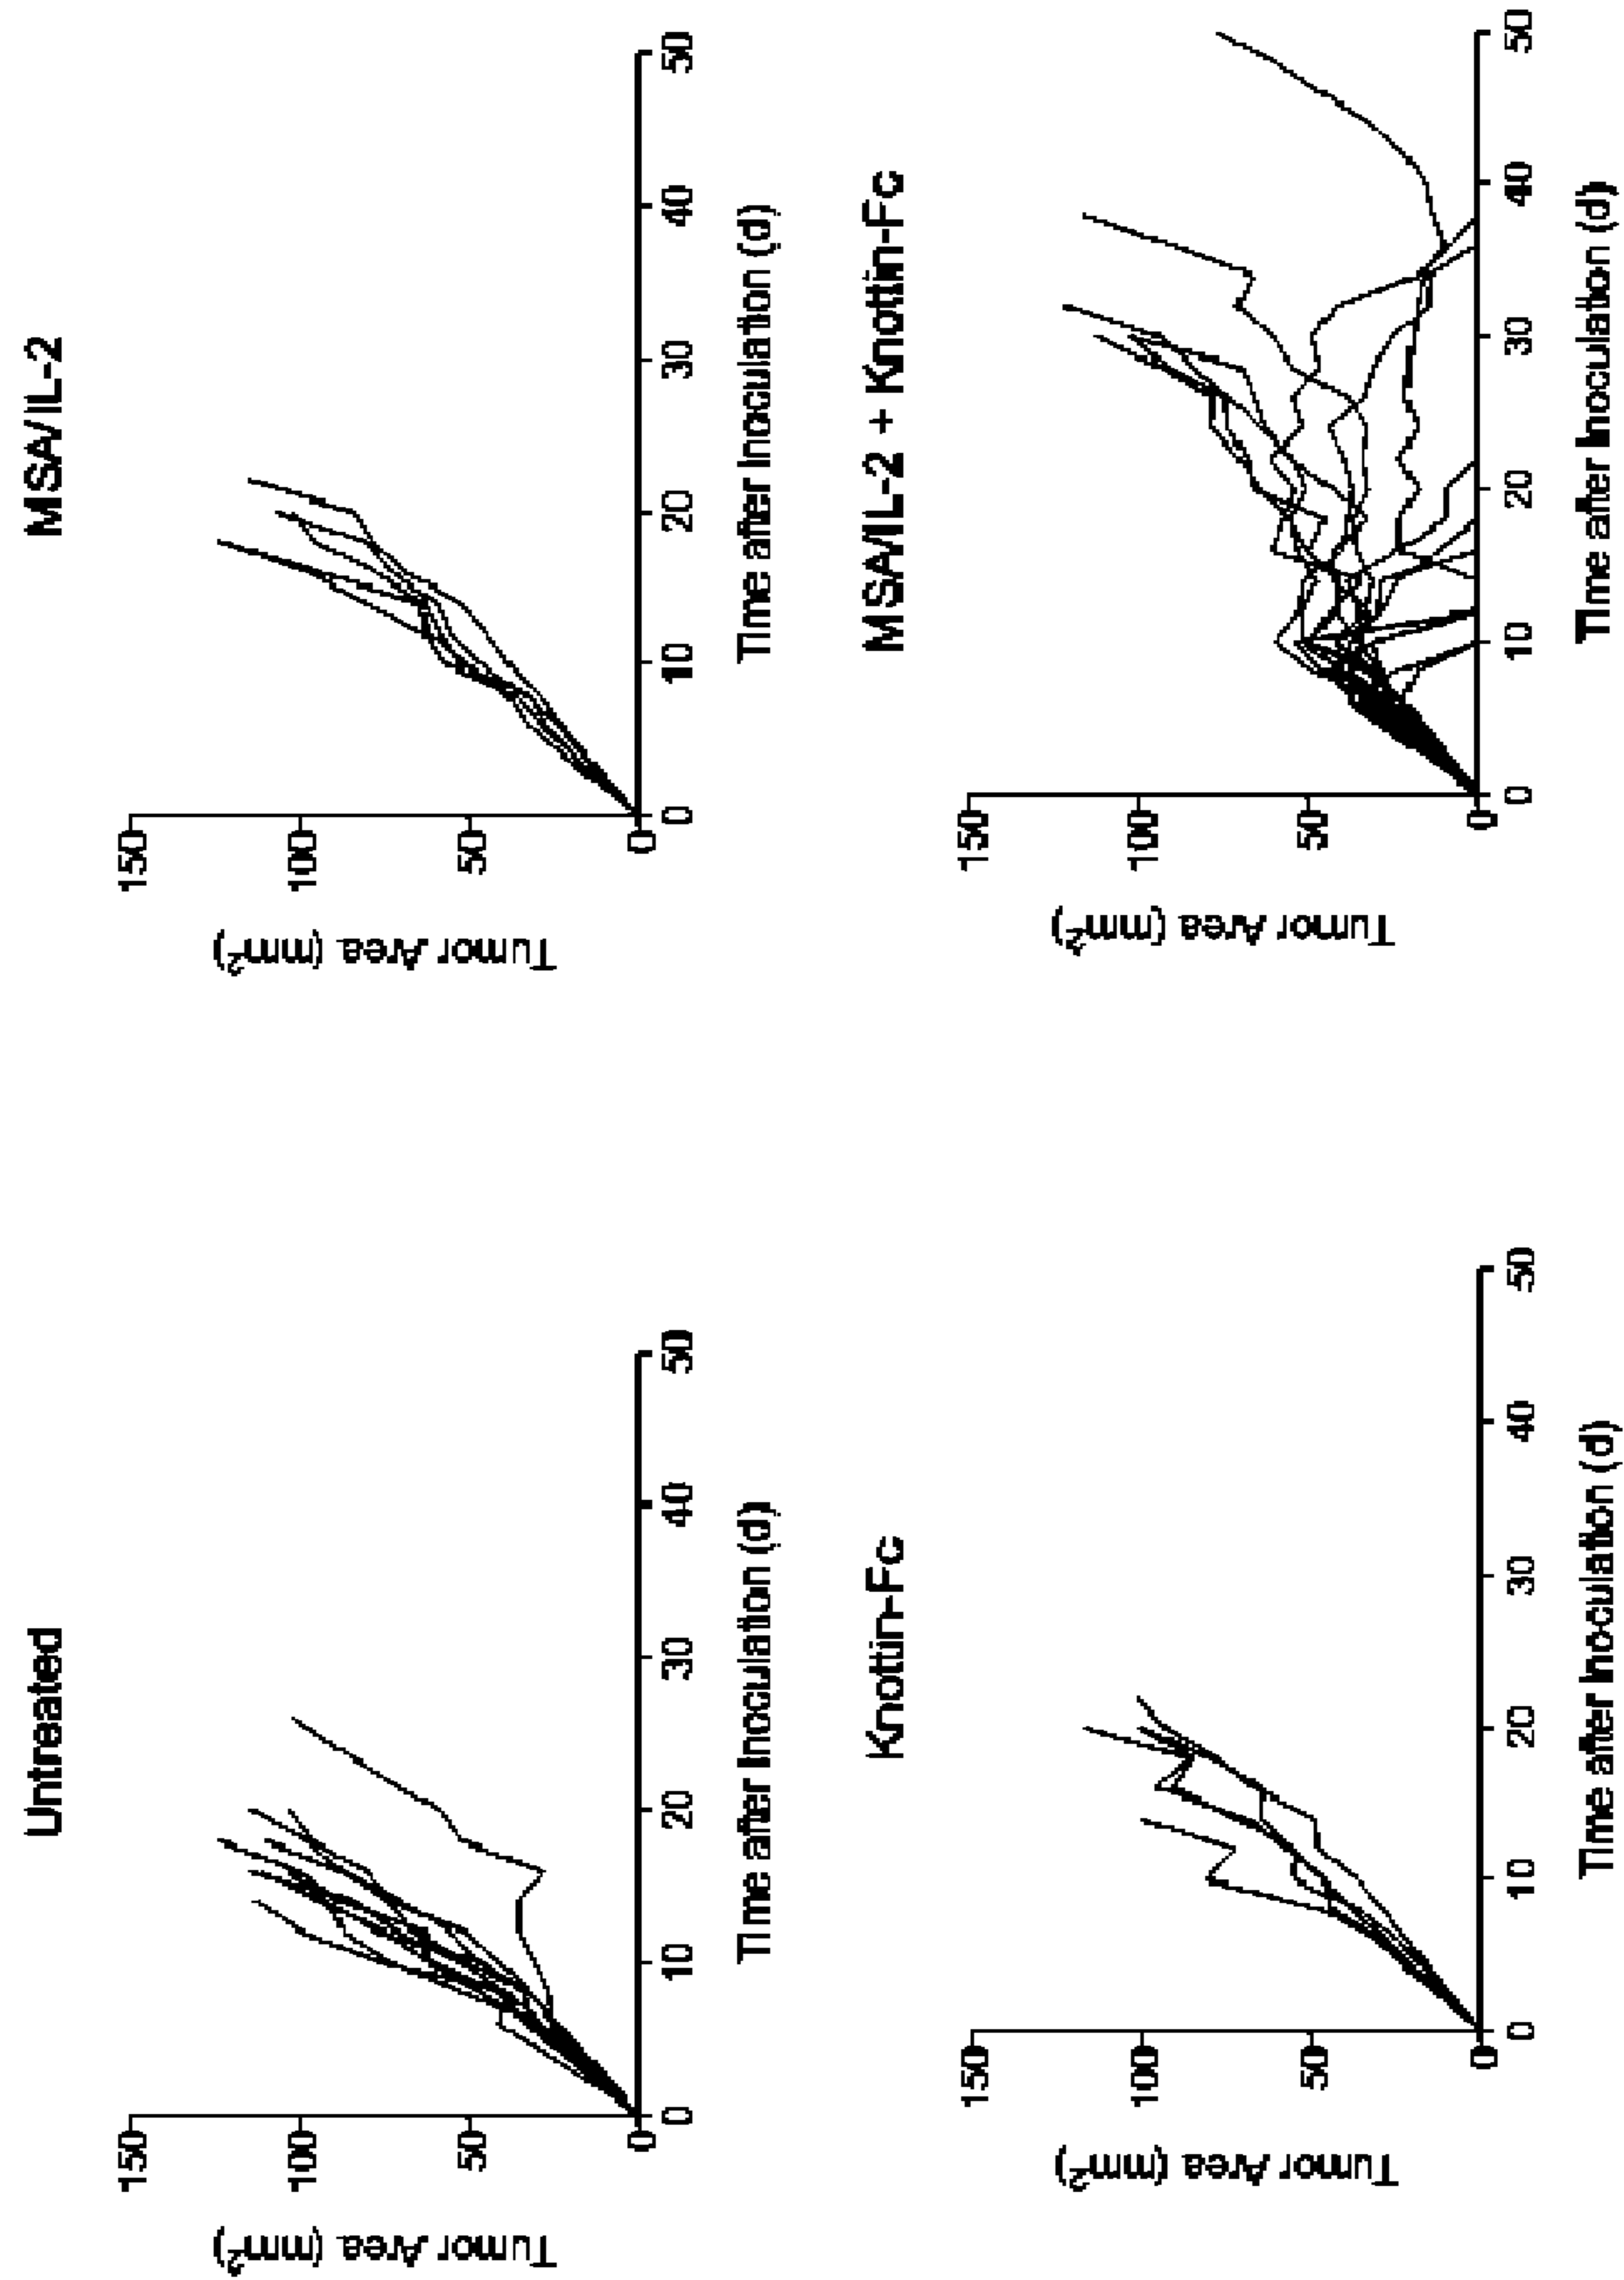 Untreated
150
100
50
0
Tumor Area (mm²)
0 10 20 30 40 50
Time after Inoculation (d)
MSA/IL-2
150
100
50
0
Tumor Area (mm²)
0 10 20 30 40 50
Time after Inoculation (d)
Knottin-Fc
150
100
50
0
Tumor Area (mm²)
0 10 20 30 40 50
Time after Inoculation (d)
MSA/IL-2 + Knottin-Fc
150
100
50
0
Tumor Area (mm²)
0 10 20 30 40 50
Time after Inoculation (d)